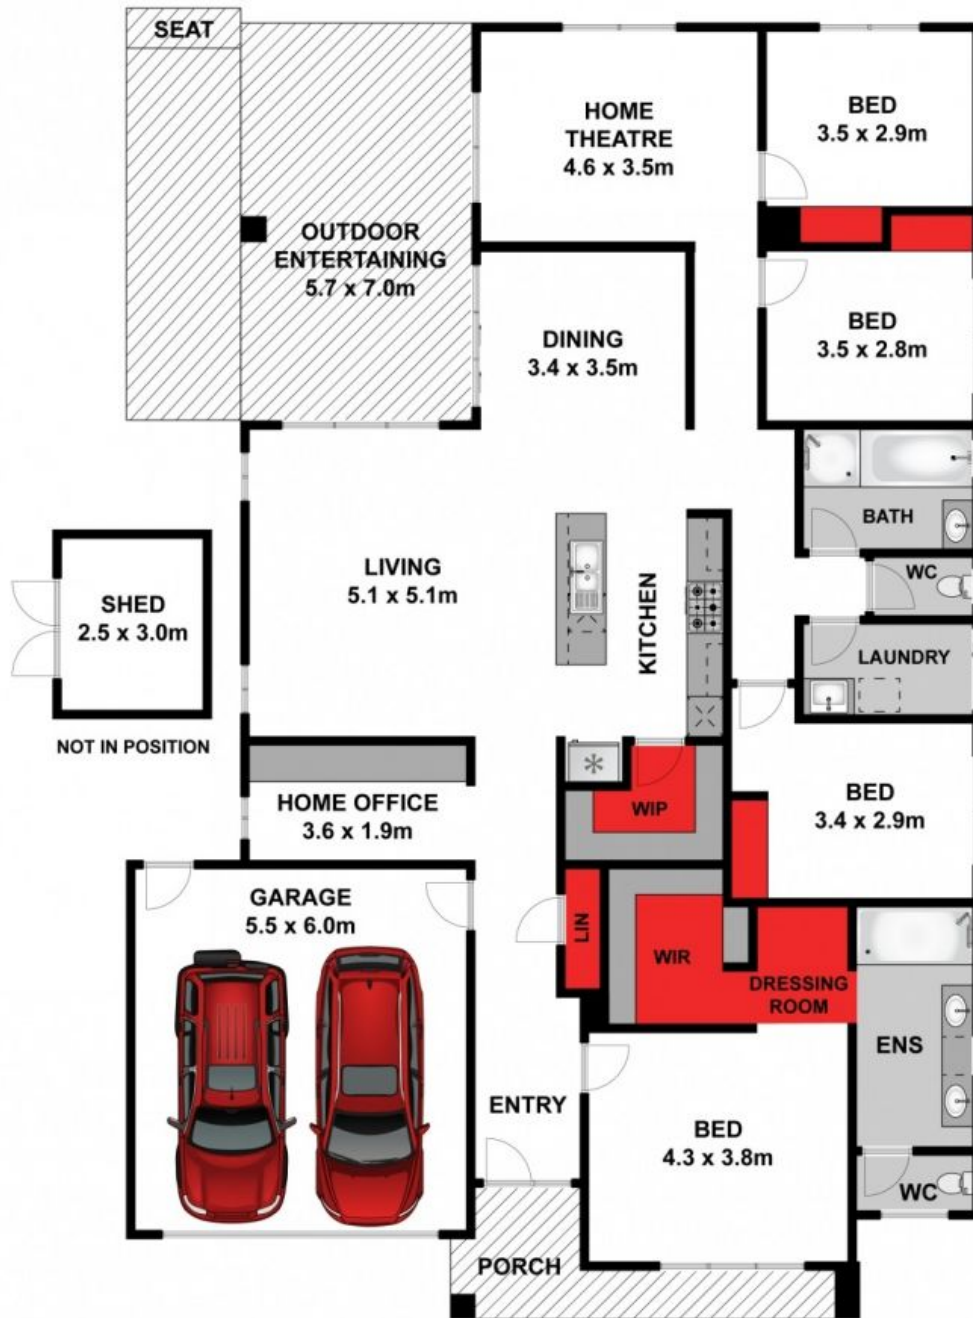 SEAT
HOME
THEATRE
4.6 x 3.5m
BED
3.5 x 2.9m
OUTDOOR
ENTERTAINING
5.7 x 7.0m
DINING
3.4 x 3.5m
BED
3.5 x 2.8m
BATH
WC
LIVING
5.1 x 5.1m
KITCHEN
SHED
2.5 x 3.0m
LAUNDRY
NOT IN POSITION
HOME OFFICE
3.6 x 1.9m
WIP
BED
3.4 x 2.9m
GARAGE
5.5 x 6.0m
LIN
WIR
DRESSING
ROOM
ENS
ENTRY
BED
4.3 x 3.8m
WC
PORCH